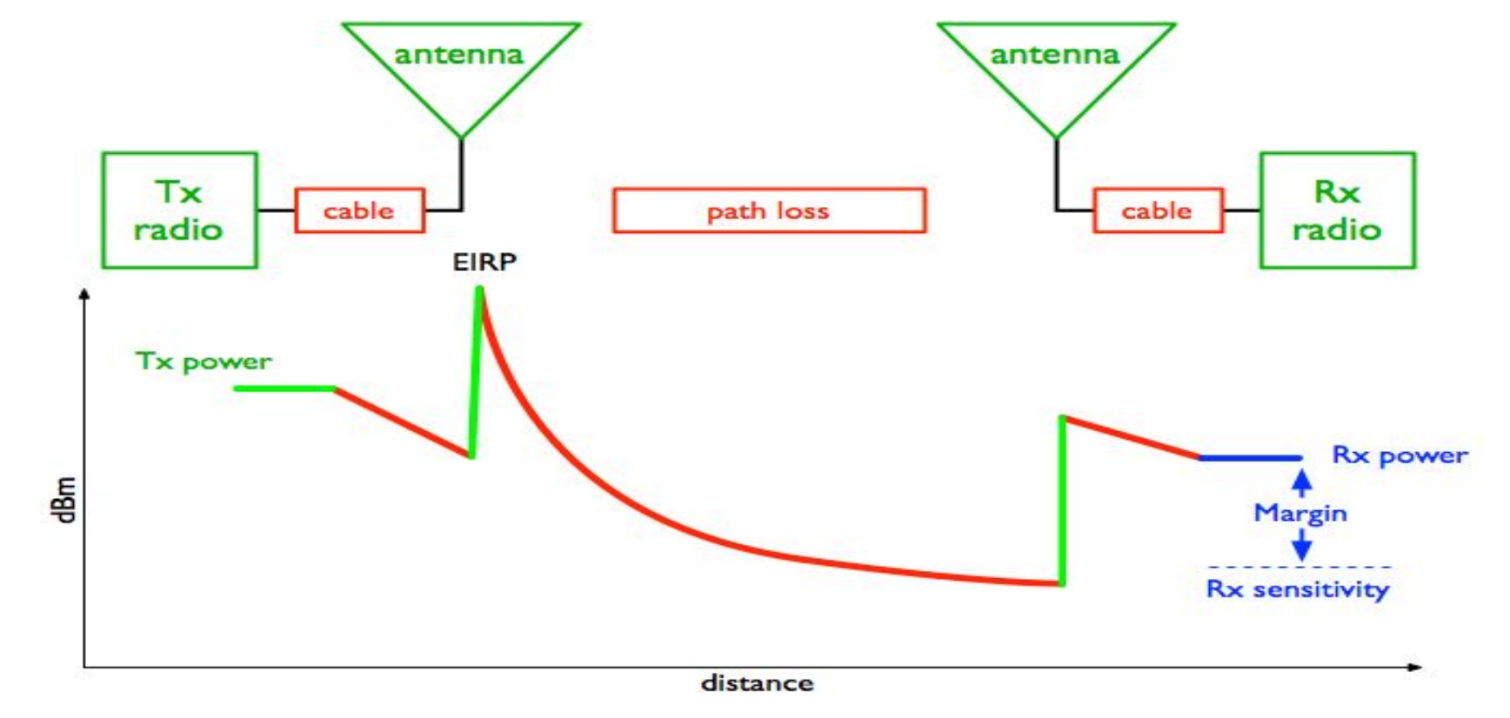 antenna
antenna
Tx
radio
cable
path loss
cable
Rx
radio
EIRP
Tx power
dBm
Rx power
Margin
Rx sensitivity
distance